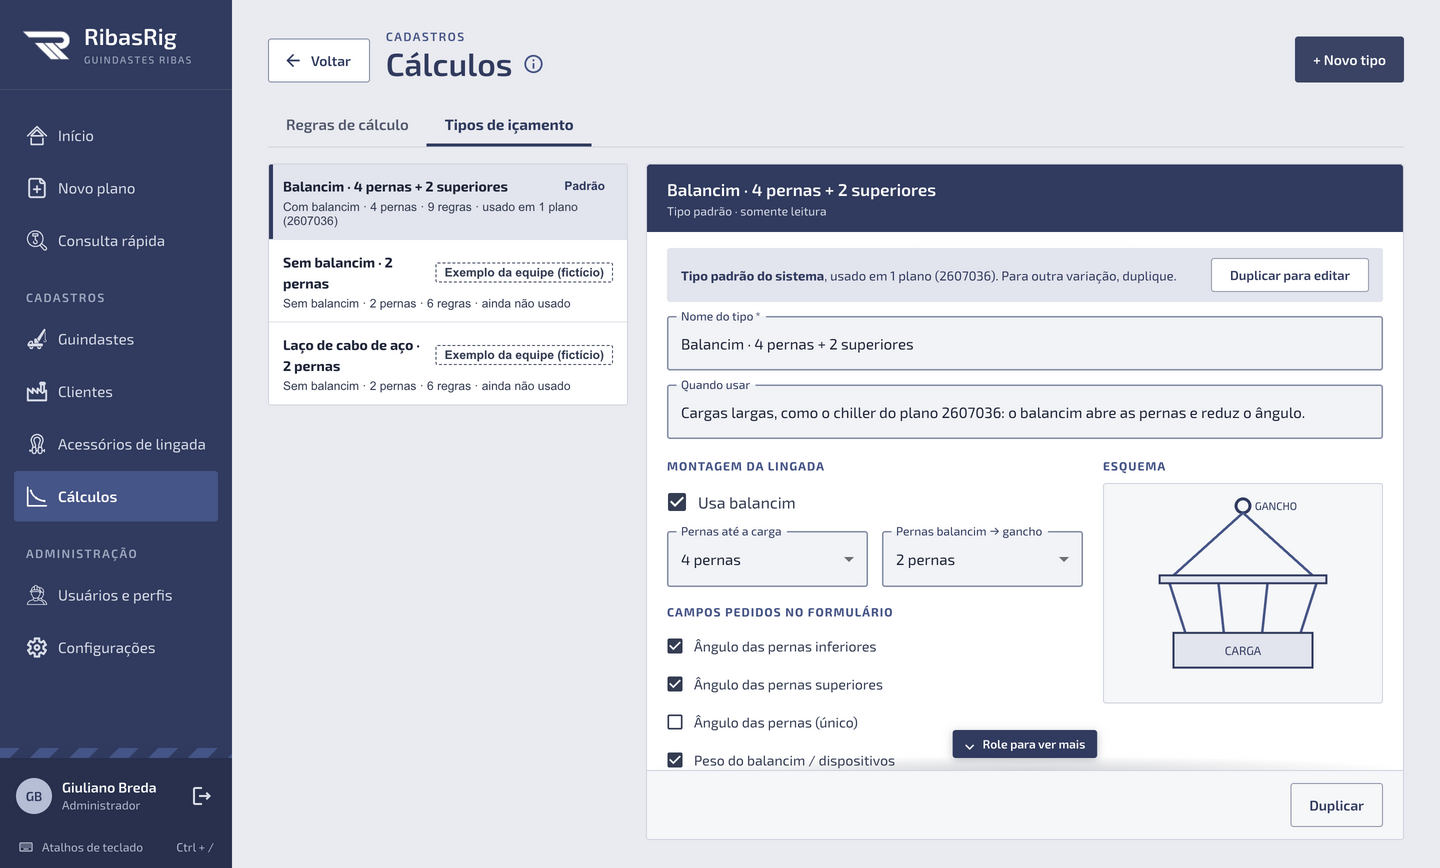 RibasRig
GUINDASTES RIBAS
Início
Novo plano
Consulta rápida
CADASTROS
Guindastes
Clientes
Acessórios de lingada
Cálculos
ADMINISTRAÇÃO
Usuários e perfis
Configurações
GB
Giuliano Breda
Administrador
Atalhos de teclado
Ctrl + /
Voltar
CADASTROS
Cálculos
+ Novo tipo
Regras de cálculo
Tipos de içamento
Balancim · 4 pernas + 2 superiores
Padrão
Com balancim · 4 pernas · 9 regras · usado em 1 plano
(2607036)
Sem balancim · 2
pernas
Exemplo da equipe (fictício)
Sem balancim · 2 pernas · 6 regras · ainda não usado
Laço de cabo de aço ·
2 pernas
Exemplo da equipe (fictício)
Sem balancim · 2 pernas · 6 regras · ainda não usado
Balancim · 4 pernas + 2 superiores
Tipo padrão · somente leitura
Tipo padrão do sistema, usado em 1 plano (2607036). Para outra variação, duplique.
Duplicar para editar
Nome do tipo *
Balancim · 4 pernas + 2 superiores
Quando usar
Cargas largas, como o chiller do plano 2607036: o balancim abre as pernas e reduz o ângulo.
MONTAGEM DA LINGADA
Usa balancim
Pernas até a carga
4 pernas
Pernas balancim → gancho
2 pernas
CAMPOS PEDIDOS NO FORMULÁRIO
Ângulo das pernas inferiores
Ângulo das pernas superiores
Ângulo das pernas (único)
Peso do balancim / dispositivos
ESQUEMA
GANCHO
CARGA
Role para ver mais
Duplicar